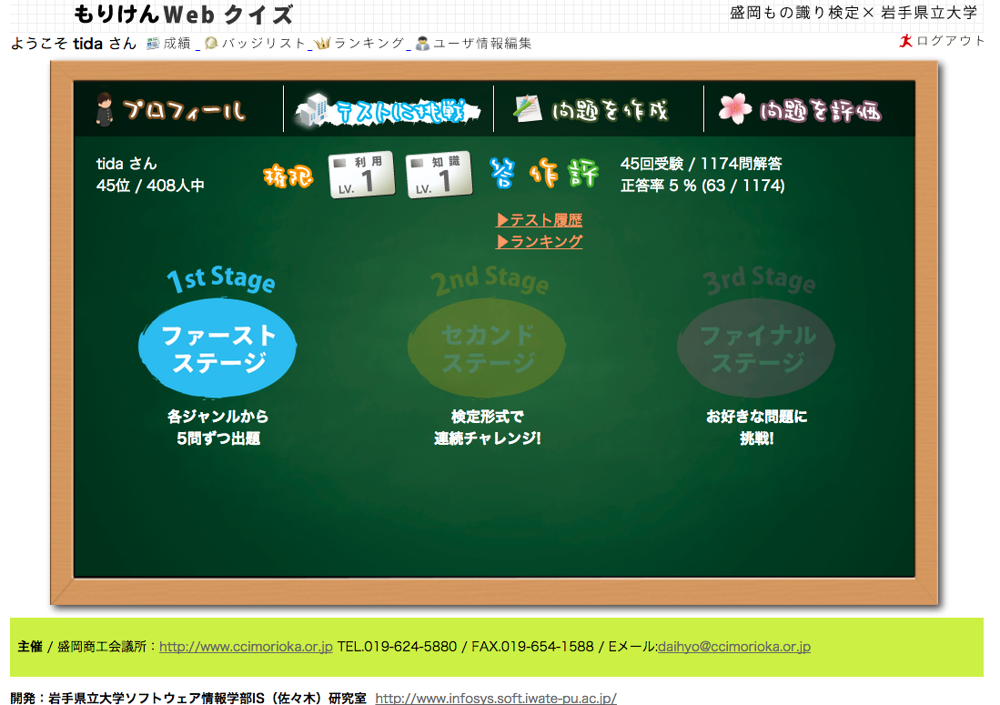 もりけんWeb クイズ
盛岡もの識り検定× 岩手県立大学
ようこそ tida さん 成績 _ バッジリスト_ ランキング_ ユーザ情報編集
ログアウト
プロフィール テストに挑戦 問題を作成 問題を評価
tida さん
45位 / 408人中
権限 利用 LV. 1 知識 LV. 1 答 作 評
45回受験 / 1174問解答
正答率 5 % (63 / 1174)
▶テスト履歴
▶ランキング
1st Stage
ファースト
ステージ
各ジャンルから
5問ずつ出題
2nd Stage
セカンド
ステージ
検定形式で
連続チャレンジ!
3rd Stage
ファイナル
ステージ
お好きな問題に
挑戦!
主催 / 盛岡商工会議所：http://www.ccimorioka.or.jp TEL.019-624-5880 / FAX.019-654-1588 / Eメール:daihyo@ccimorioka.or.jp
開発：岩手県立大学ソフトウェア情報学部IS（佐々木）研究室 http://www.infosys.soft.iwate-pu.ac.jp/